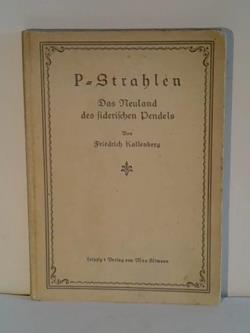 P-Strahlen
Das Neuland
des siderischen Pendels
Von
Friedrich Kallenberg
Leipzig : Verlag von Max Altmann